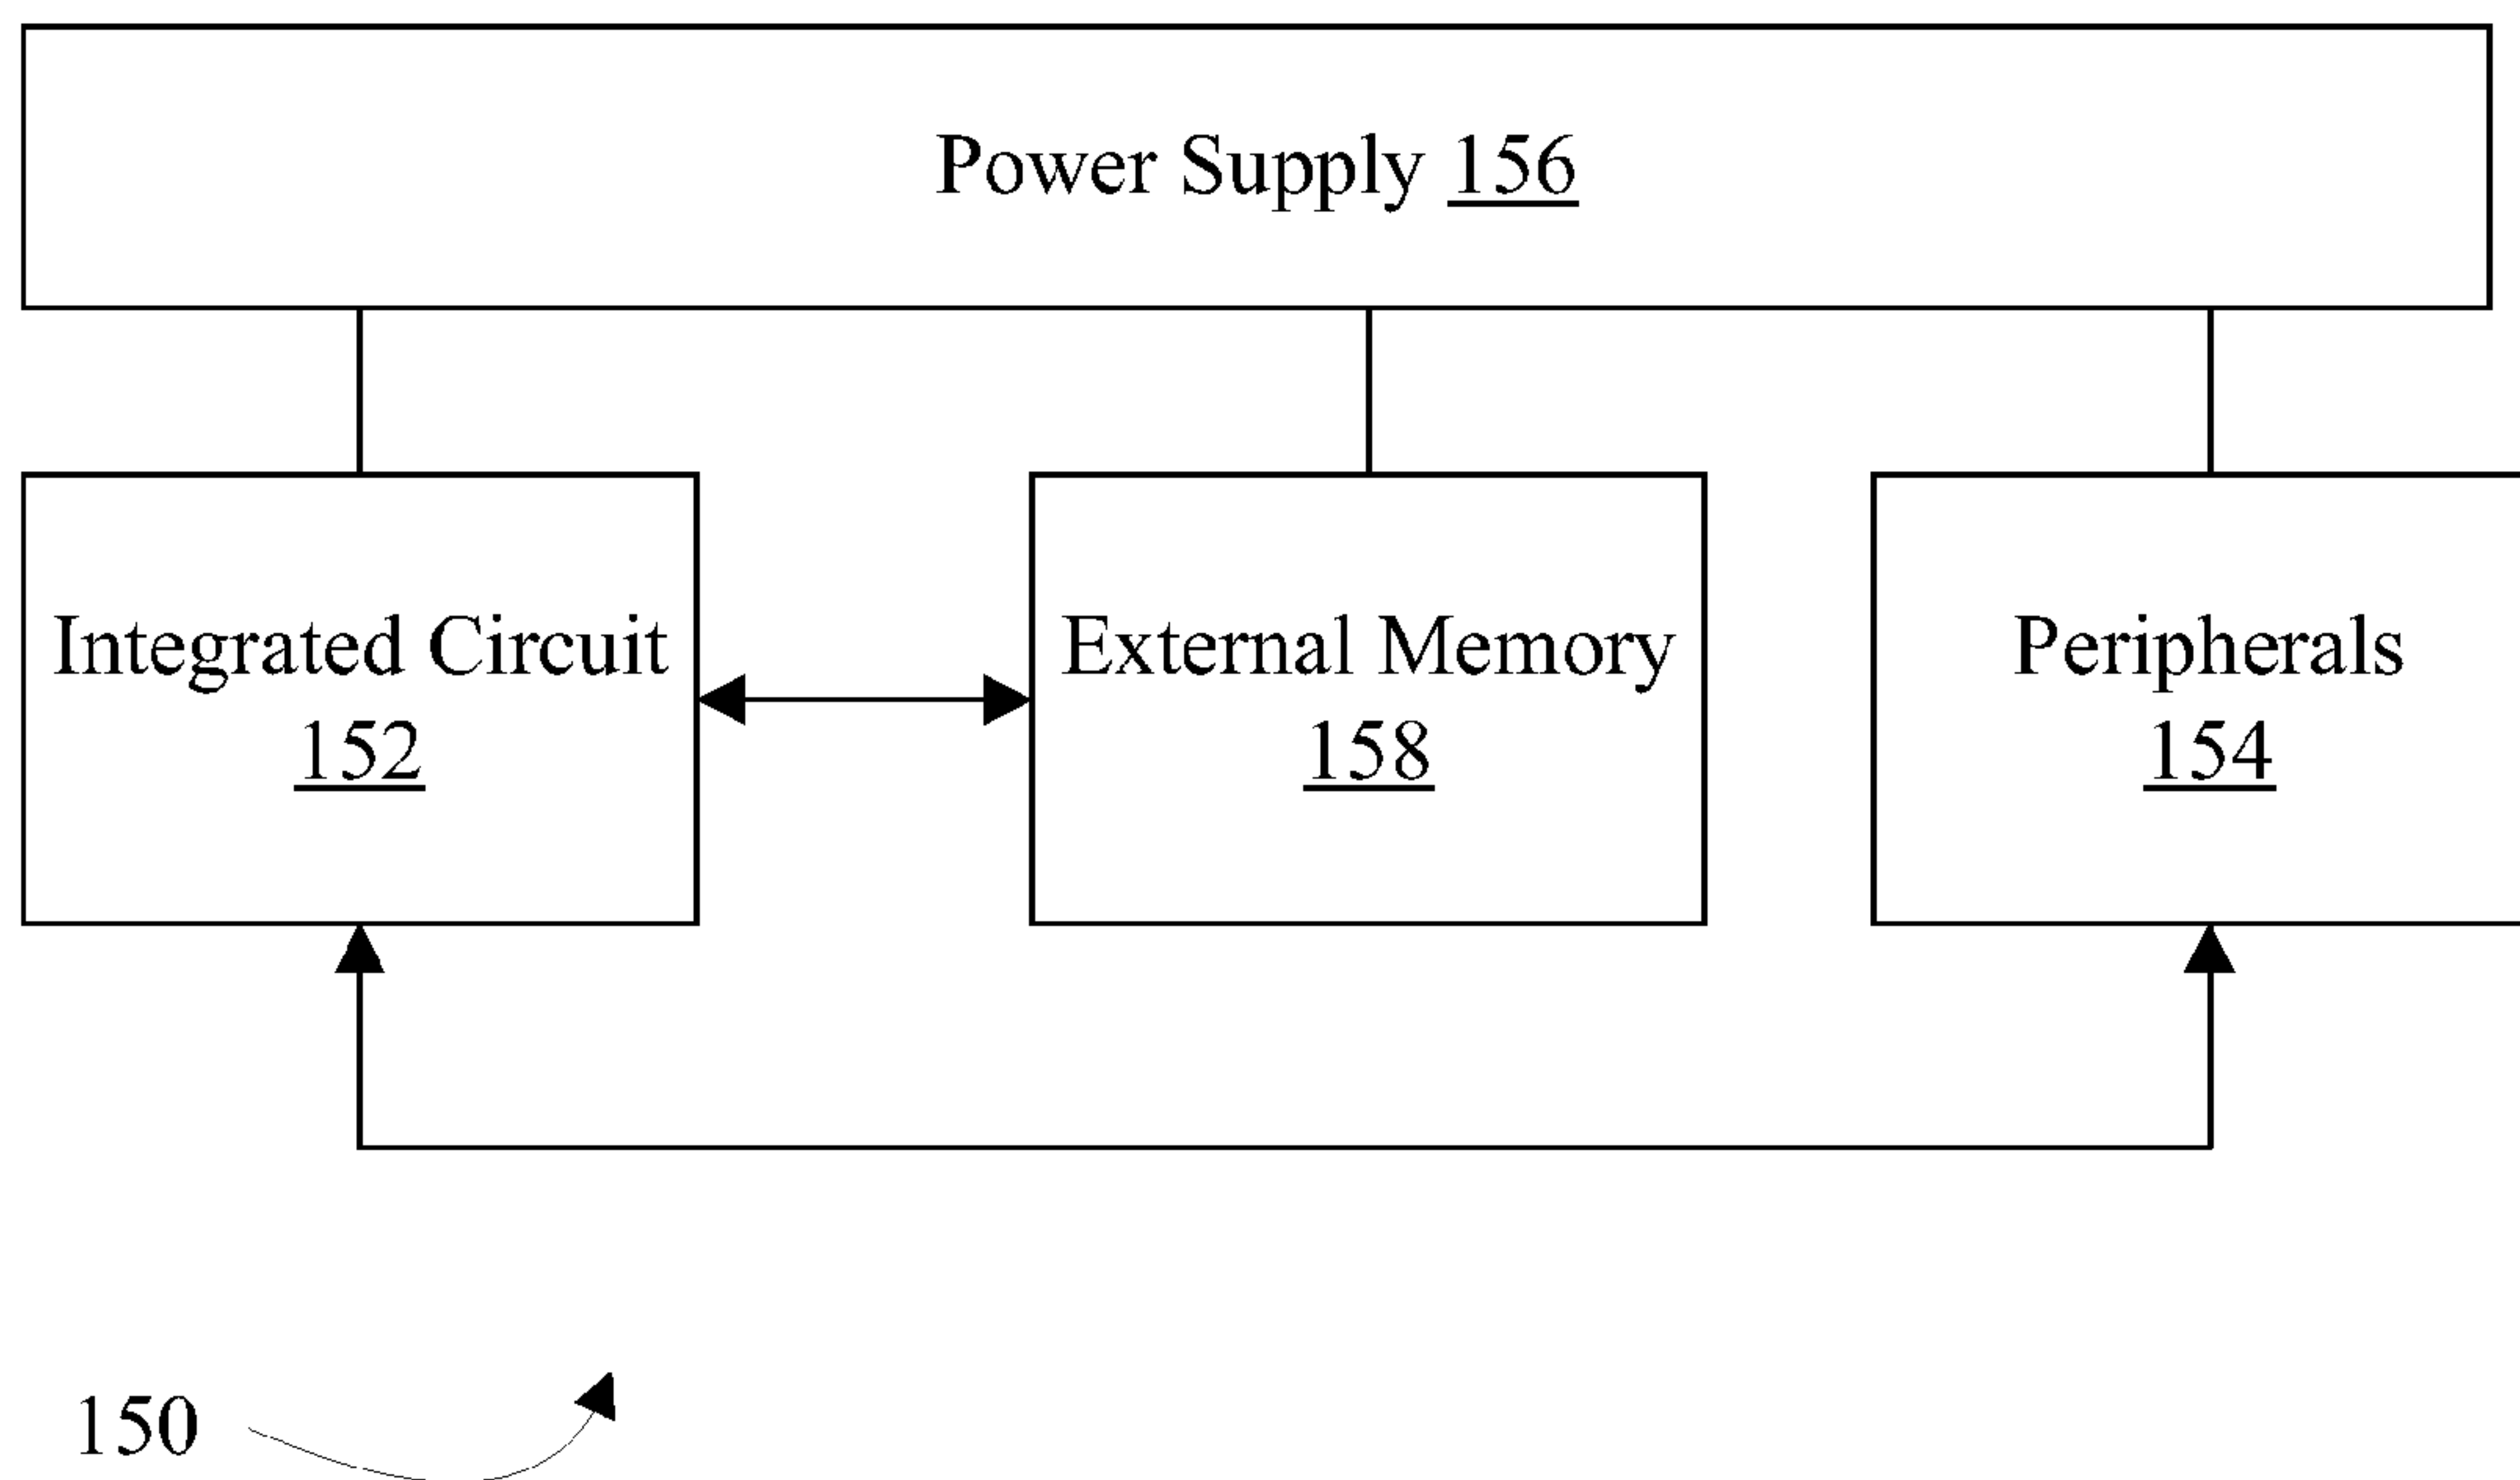 Power Supply 156
Integrated Circuit
152
External Memory
158
Peripherals
154
150